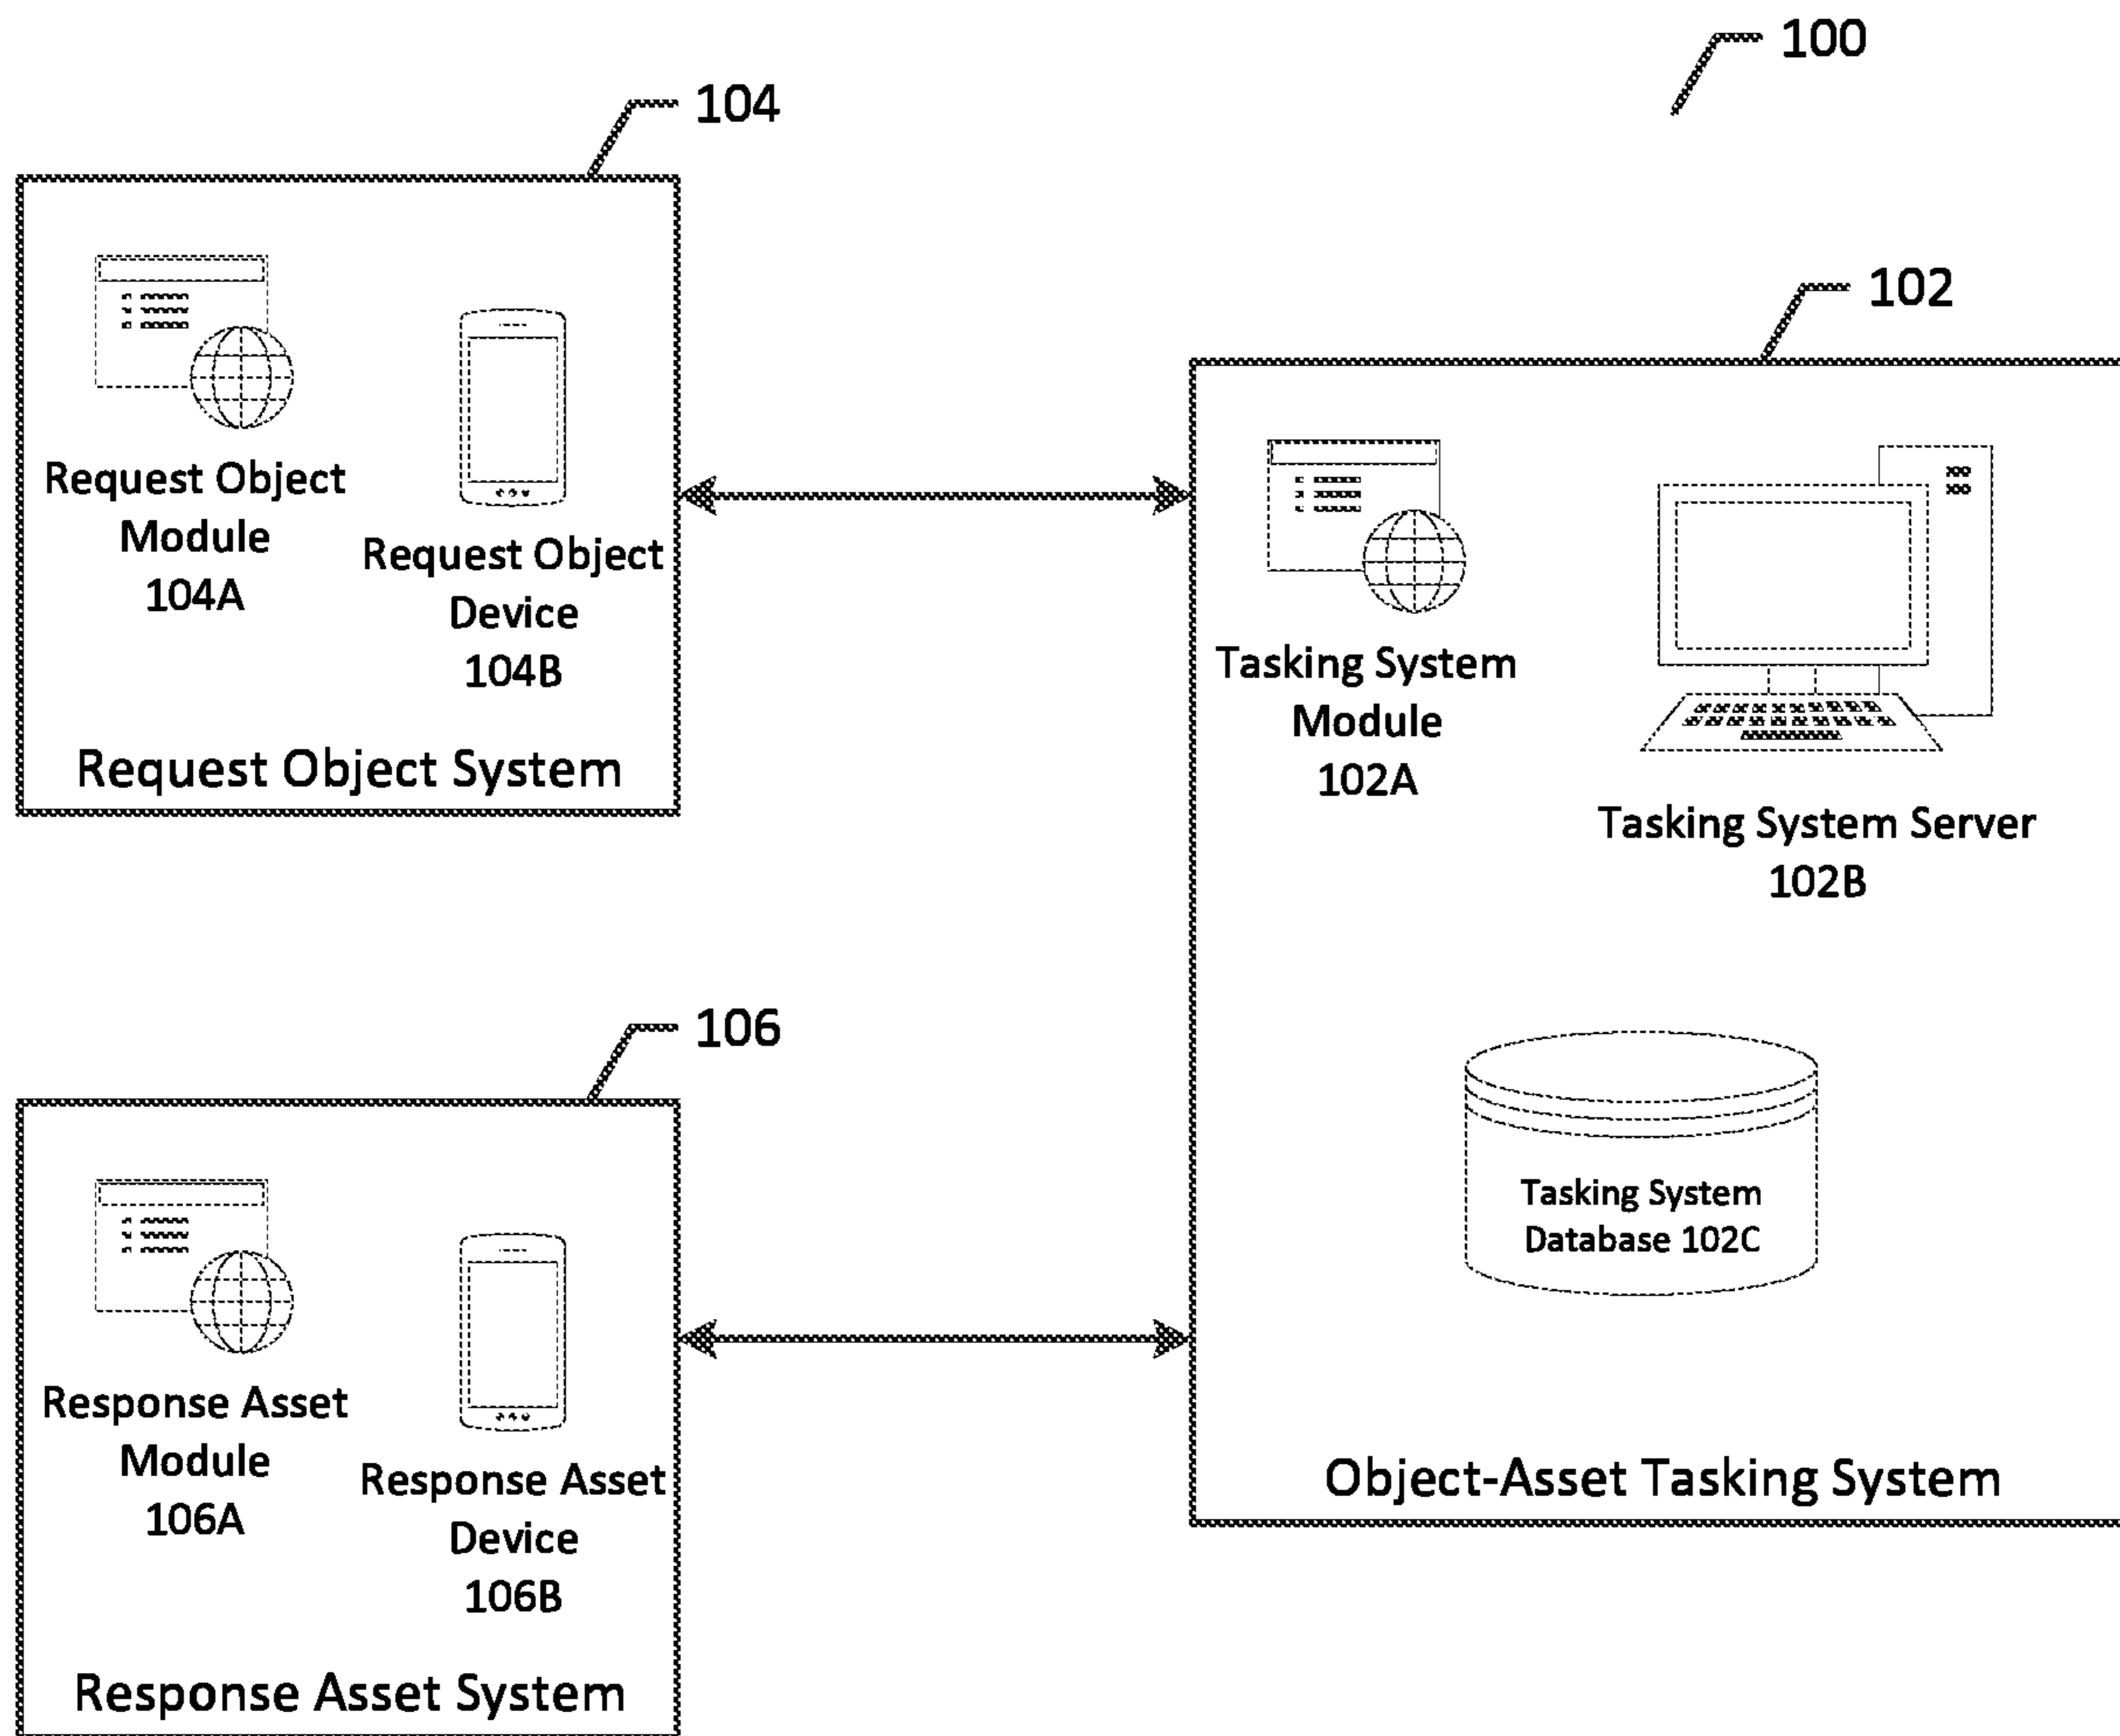 100
104
Request Object
Module
104A
Request Object
Device
104B
Request Object System
102
Tasking System
Module
102A
Tasking System Server
102B
Tasking System
Database 102C
Object-Asset Tasking System
106
Response Asset
Module
106A
Response Asset
Device
106B
Response Asset System